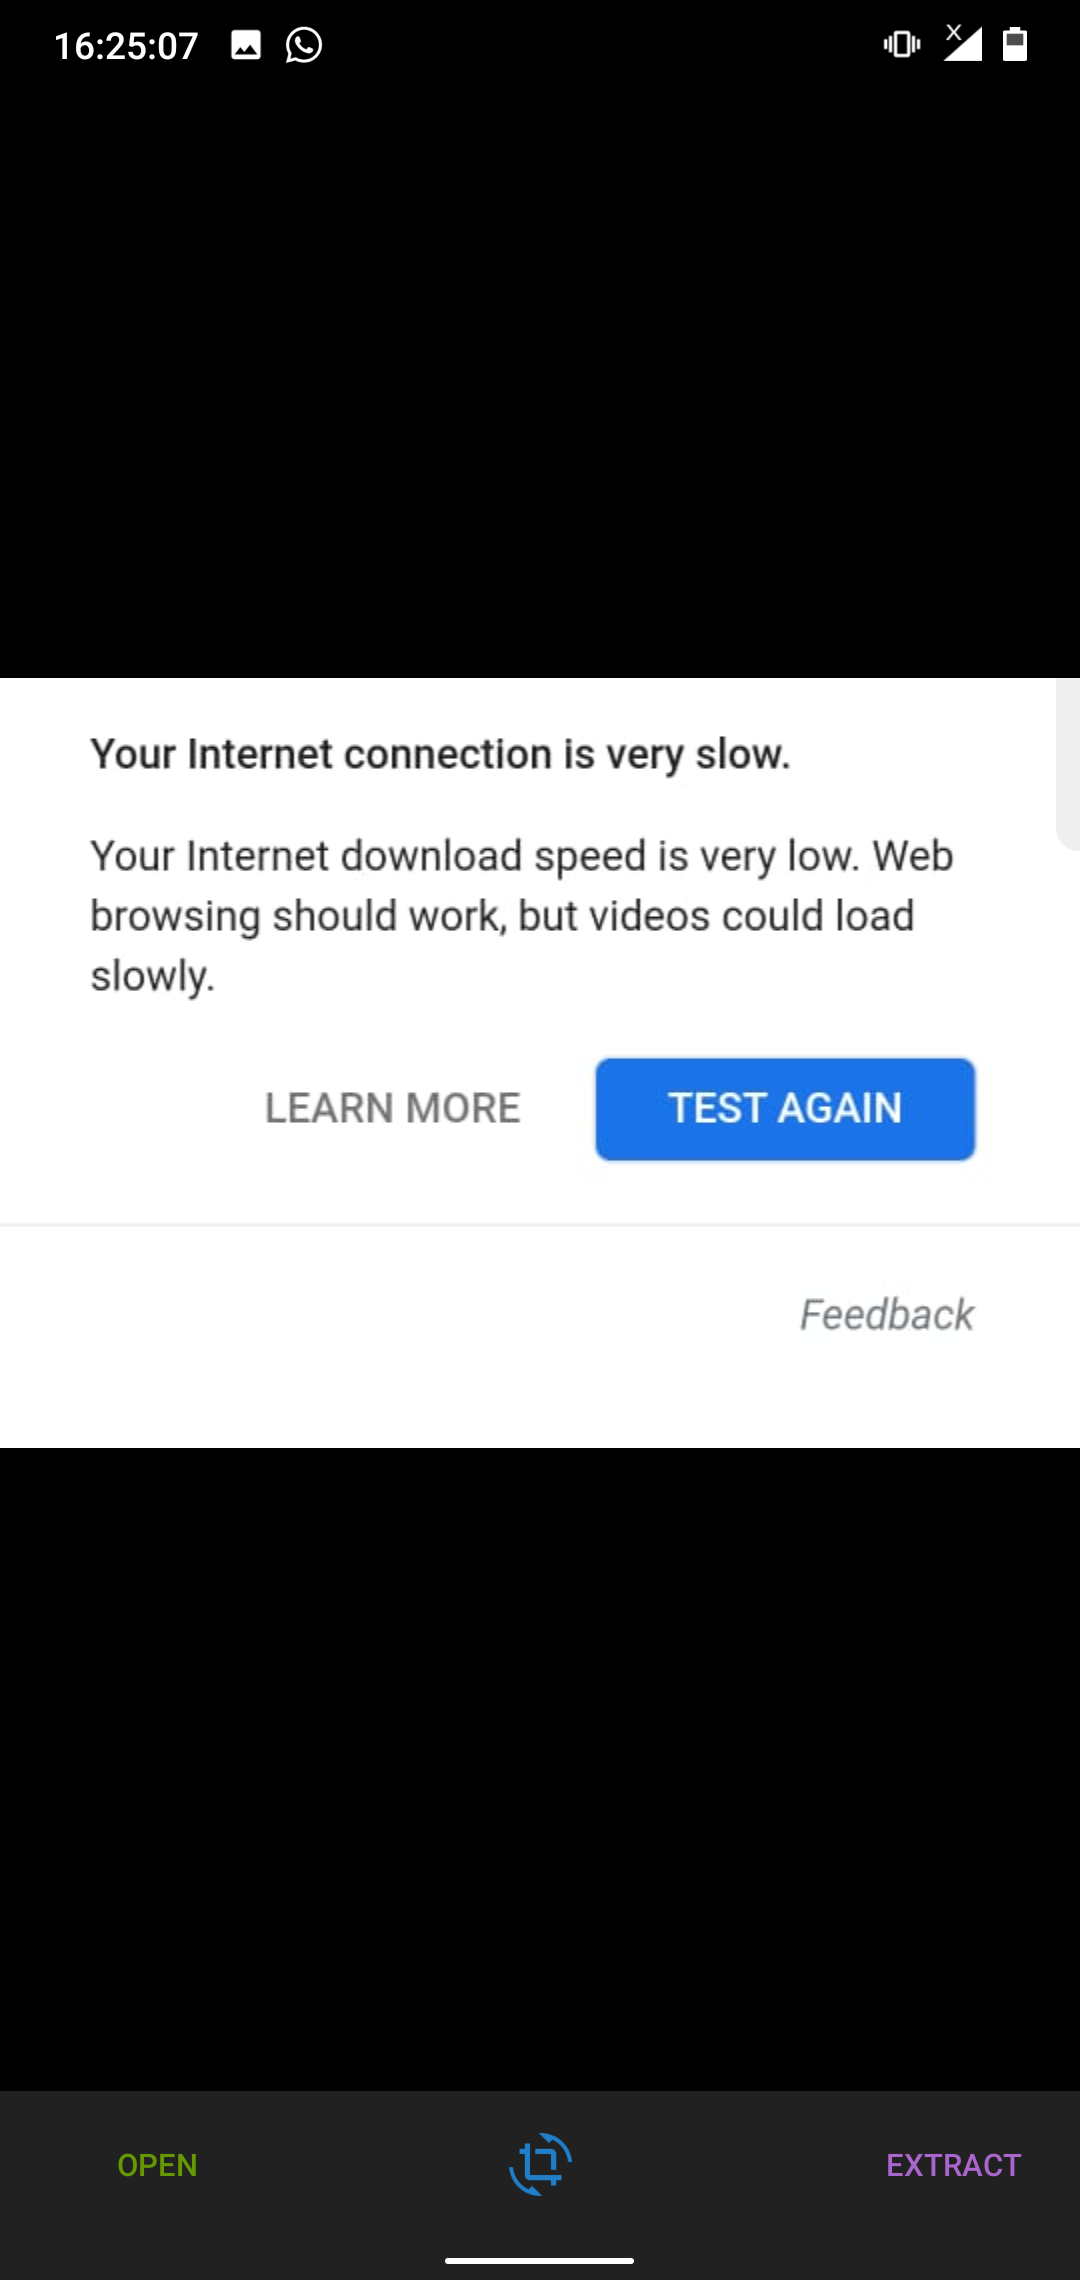 16:25:07
X
Your Internet connection is very slow.
Your Internet download speed is very low. Web
browsing should work, but videos could load
slowly.
LEARN MORE
TEST AGAIN
Feedback
OPEN
EXTRACT